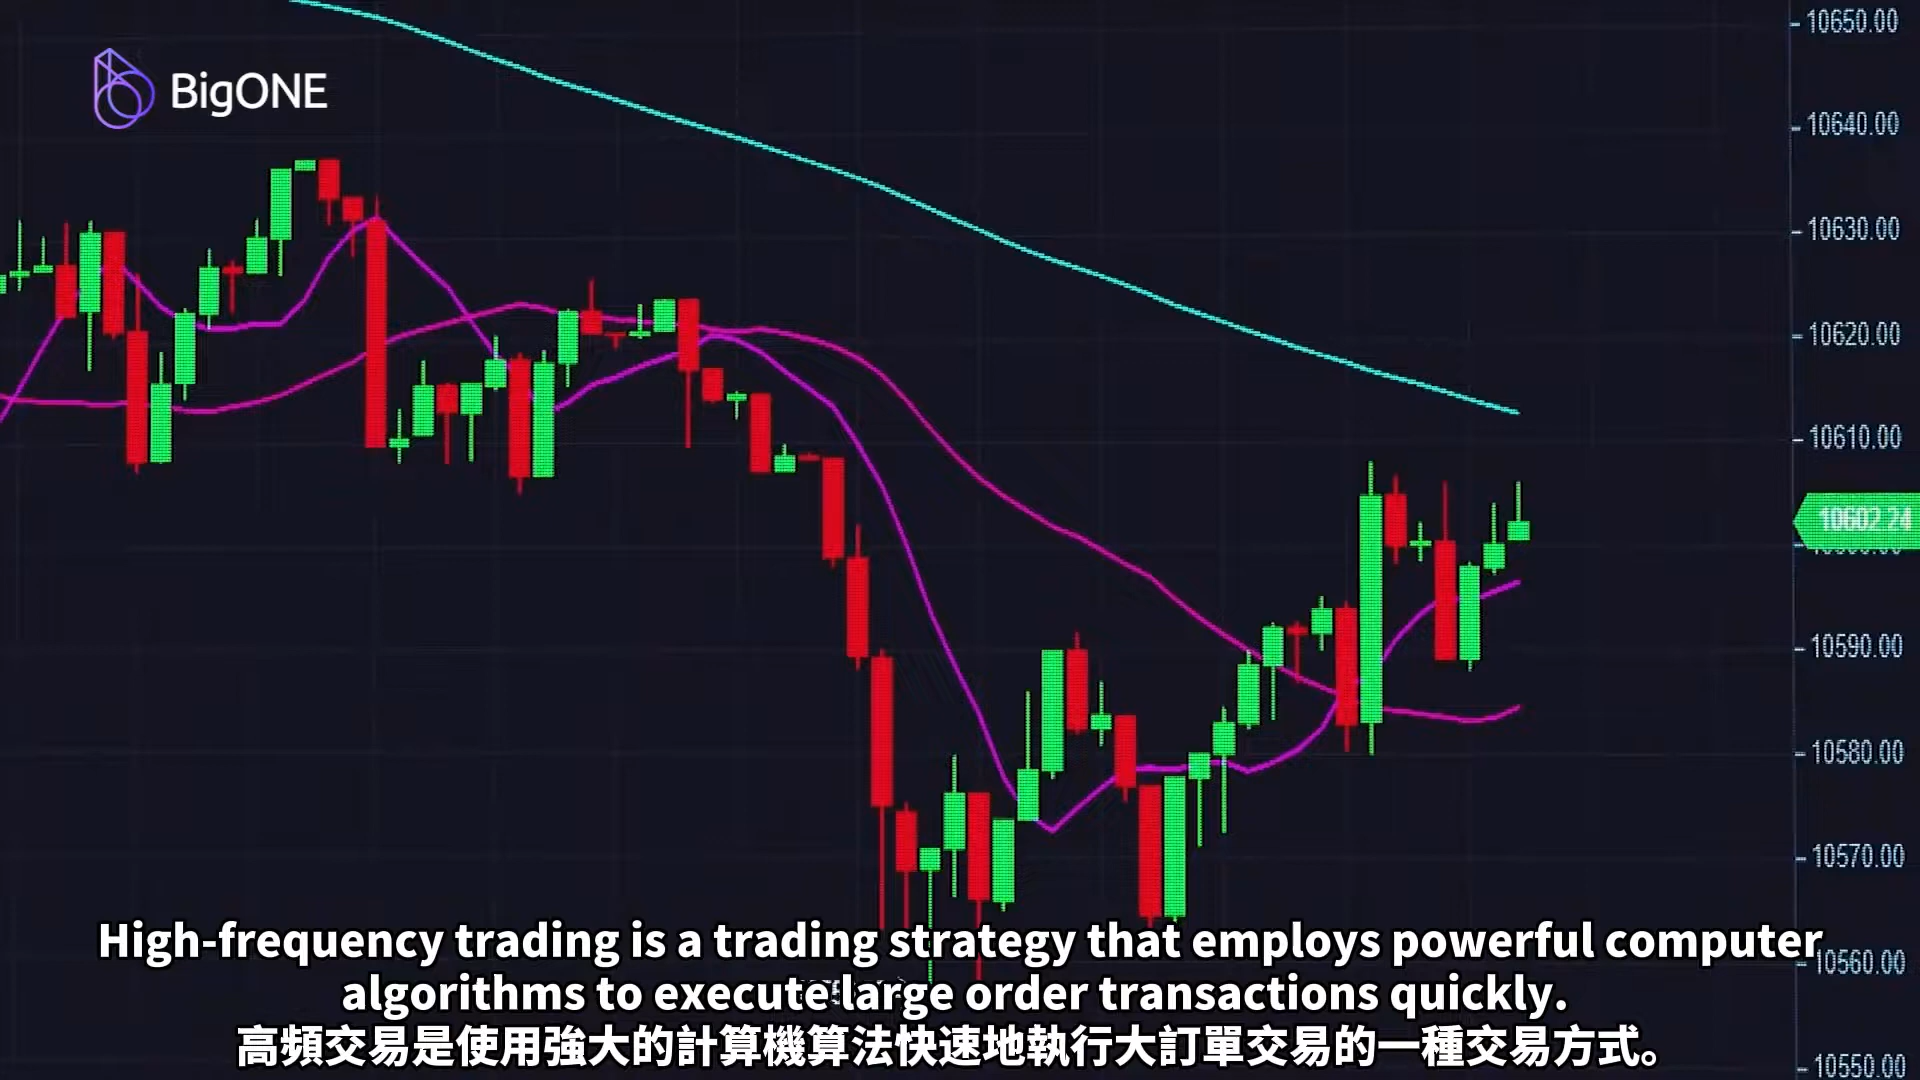 BigONE
10650.00
10640.00
10630.00
10620.00
10610.00
10602.24
10590.00
10580.00
10570.00
10560.00
10550.00
High-frequency trading is a trading strategy that employs powerful computer
algorithms to execute large order transactions quickly.
高頻交易是使用強大的計算機算法快速地執行大訂單交易的一種交易方式。